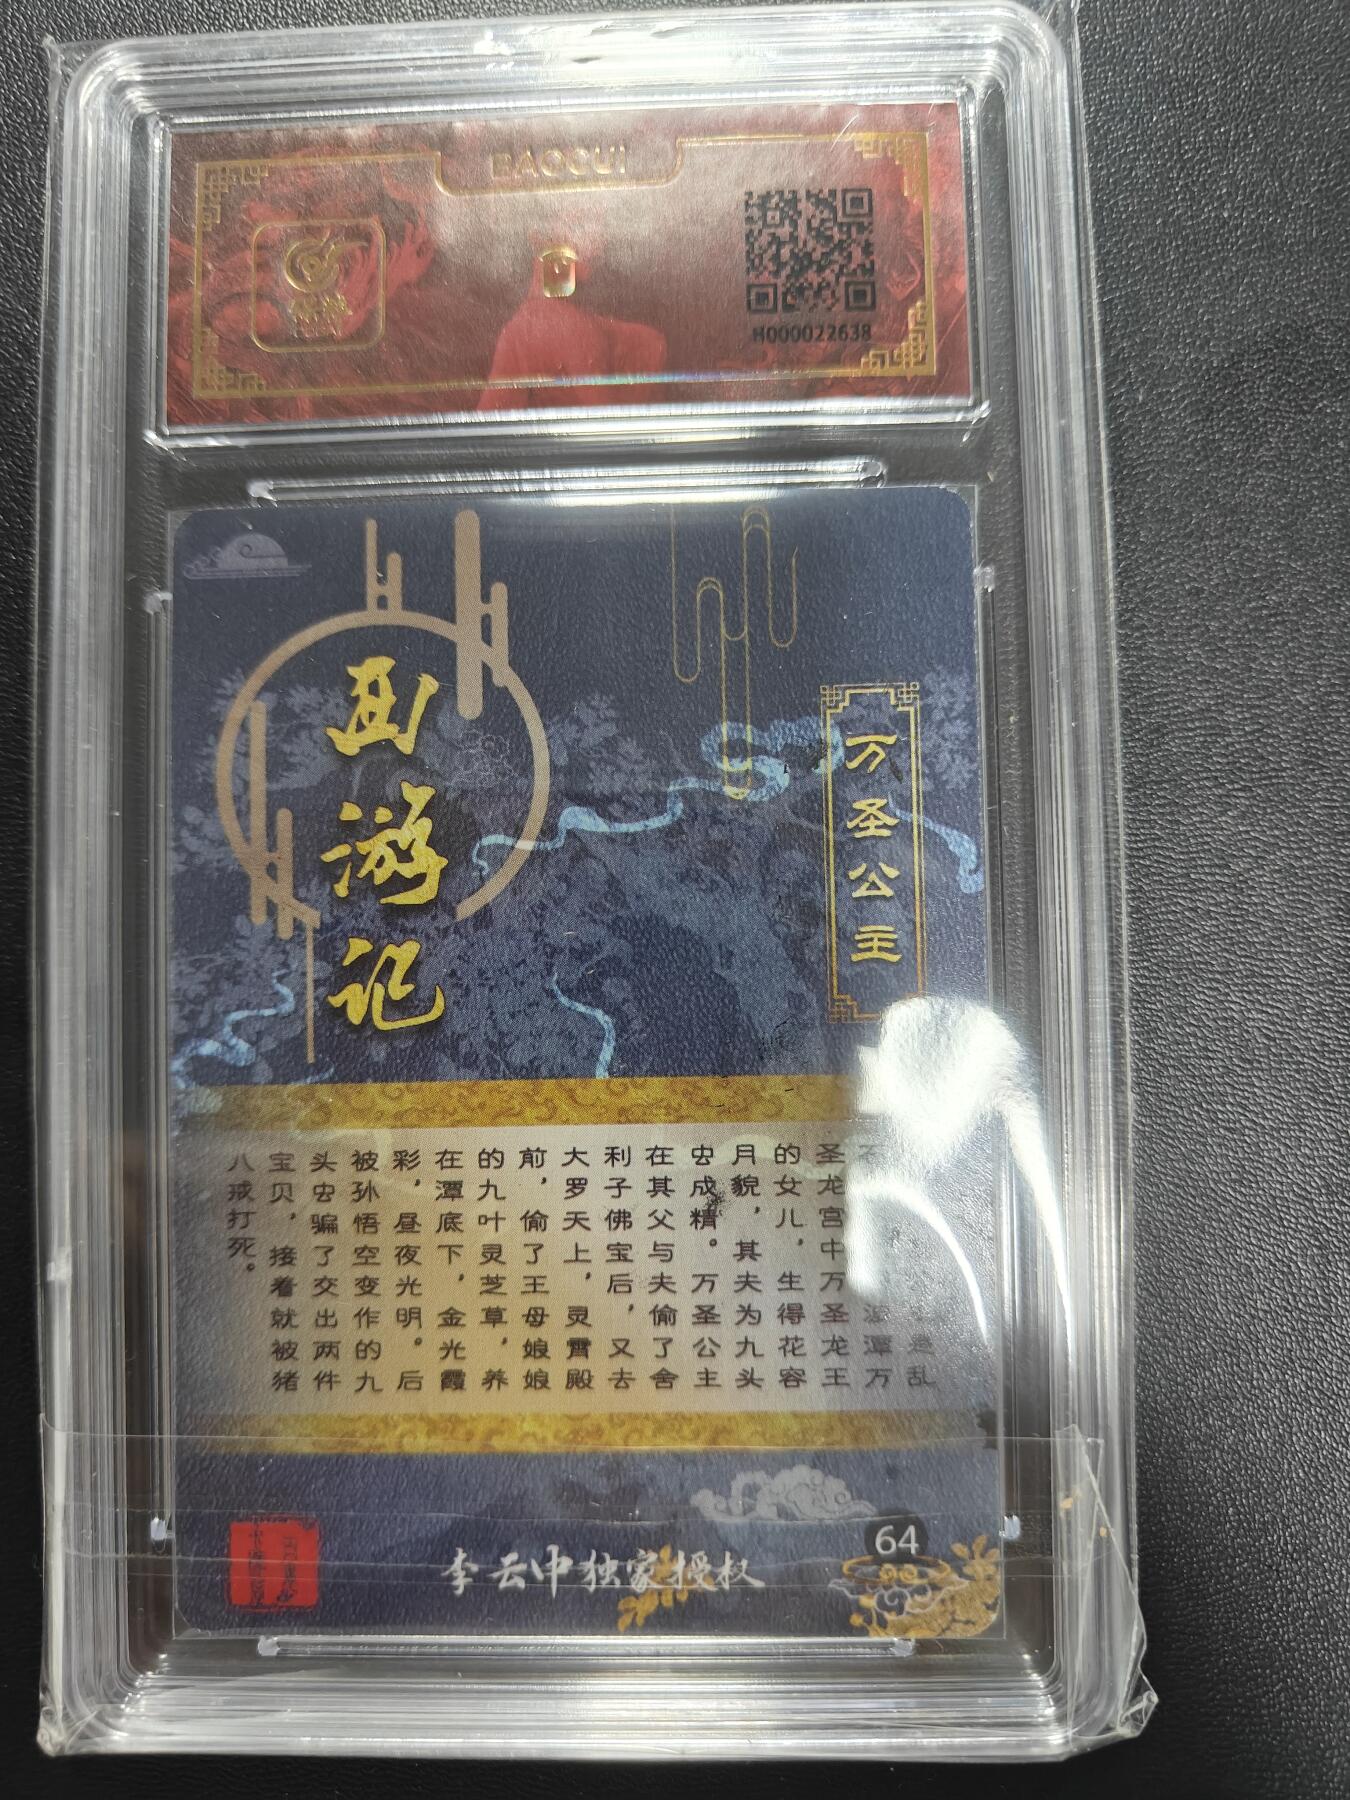 BAOCUI
保粹
H000022638
西游记
万圣公主
乱
潭万
圣龙宫中万圣龙王
的女儿，生得花容
月貌，其夫为九头
虫成精。万圣公主
在其父与夫偷了舍
利子佛宝后，又去
大罗天上，灵霄殿
前，偷了王母娘娘
的九叶灵芝草，养
在潭底下，金光霞
彩，昼夜光明。后
被孙悟空变作的九
头虫骗了交出两件
宝贝，接着就被猪
八戒打死。
李云中独家授权
64